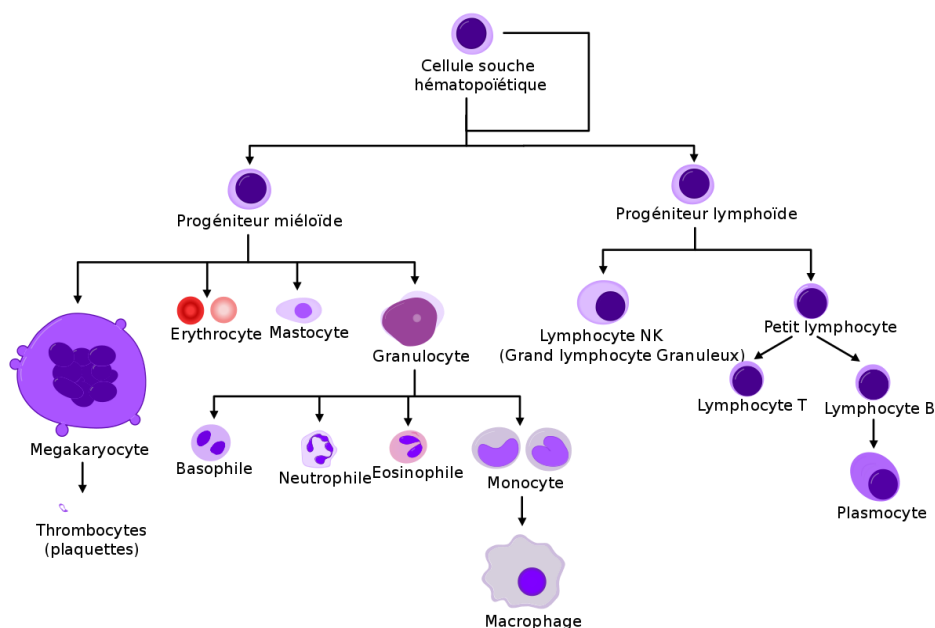 Cellule souche
hématopoïétique
Progéniteur miéloïde
Progéniteur lymphoïde
Erythrocyte
Mastocyte
Granulocyte
Lymphocyte NK
(Grand lymphocyte Granuleux)
Petit lymphocyte
Lymphocyte T
Lymphocyte B
Megakaryocyte
Basophile
Neutrophile
Eosinophile
Monocyte
Plasmocyte
Thrombocytes
(plaquettes)
Macrophage